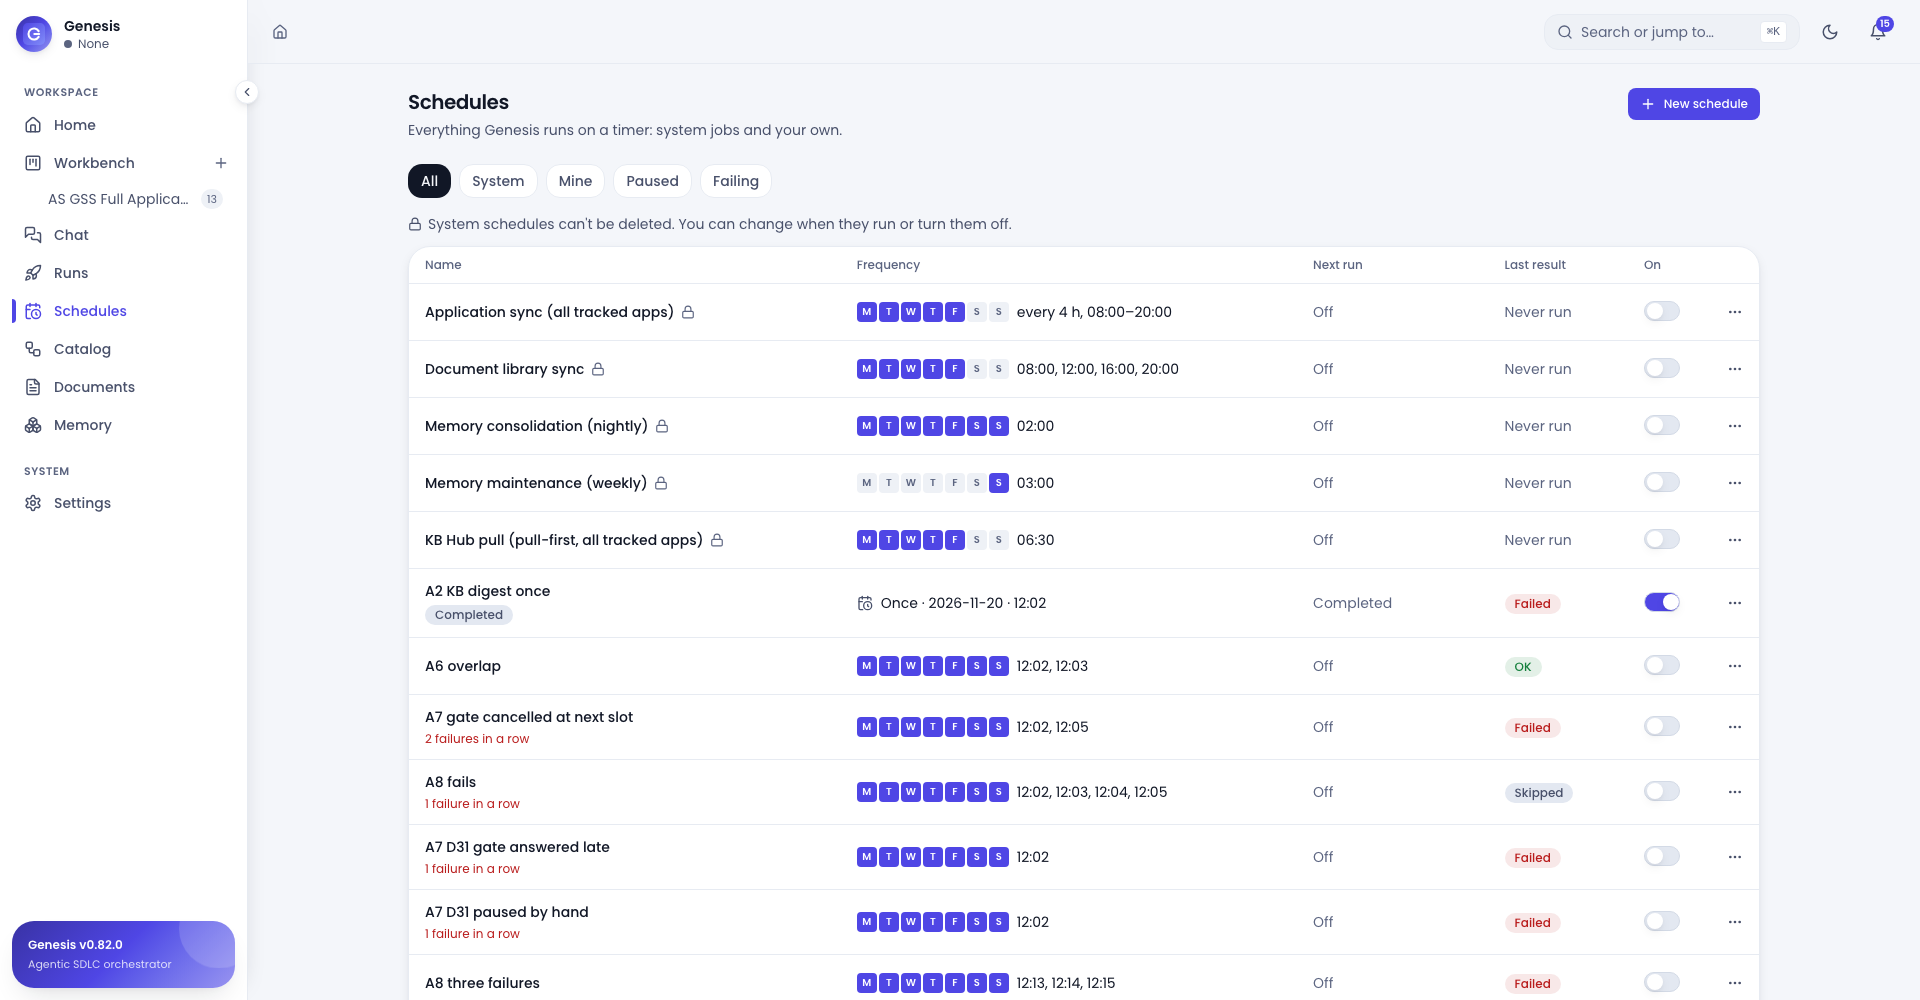 Genesis
None
WORKSPACE
Home
Workbench
AS GSS Full Applica... 13
Chat
Runs
Schedules
Catalog
Documents
Memory
SYSTEM
Settings
Genesis v0.82.0
Agentic SDLC orchestrator
Search or jump to... ⌘K
15
Schedules
Everything Genesis runs on a timer: system jobs and your own.
New schedule
All System Mine Paused Failing
System schedules can't be deleted. You can change when they run or turn them off.
Name Frequency Next run Last result On
Application sync (all tracked apps) M T W T F S S every 4 h, 08:00–20:00 Off Never run
Document library sync M T W T F S S 08:00, 12:00, 16:00, 20:00 Off Never run
Memory consolidation (nightly) M T W T F S S 02:00 Off Never run
Memory maintenance (weekly) M T W T F S S 03:00 Off Never run
KB Hub pull (pull-first, all tracked apps) M T W T F S S 06:30 Off Never run
A2 KB digest once
Completed
Once · 2026-11-20 · 12:02 Completed Failed
A6 overlap M T W T F S S 12:02, 12:03 Off OK
A7 gate cancelled at next slot
2 failures in a row
M T W T F S S 12:02, 12:05 Off Failed
A8 fails
1 failure in a row
M T W T F S S 12:02, 12:03, 12:04, 12:05 Off Skipped
A7 D31 gate answered late
1 failure in a row
M T W T F S S 12:02 Off Failed
A7 D31 paused by hand
1 failure in a row
M T W T F S S 12:02 Off Failed
A8 three failures M T W T F S S 12:13, 12:14, 12:15 Off Failed